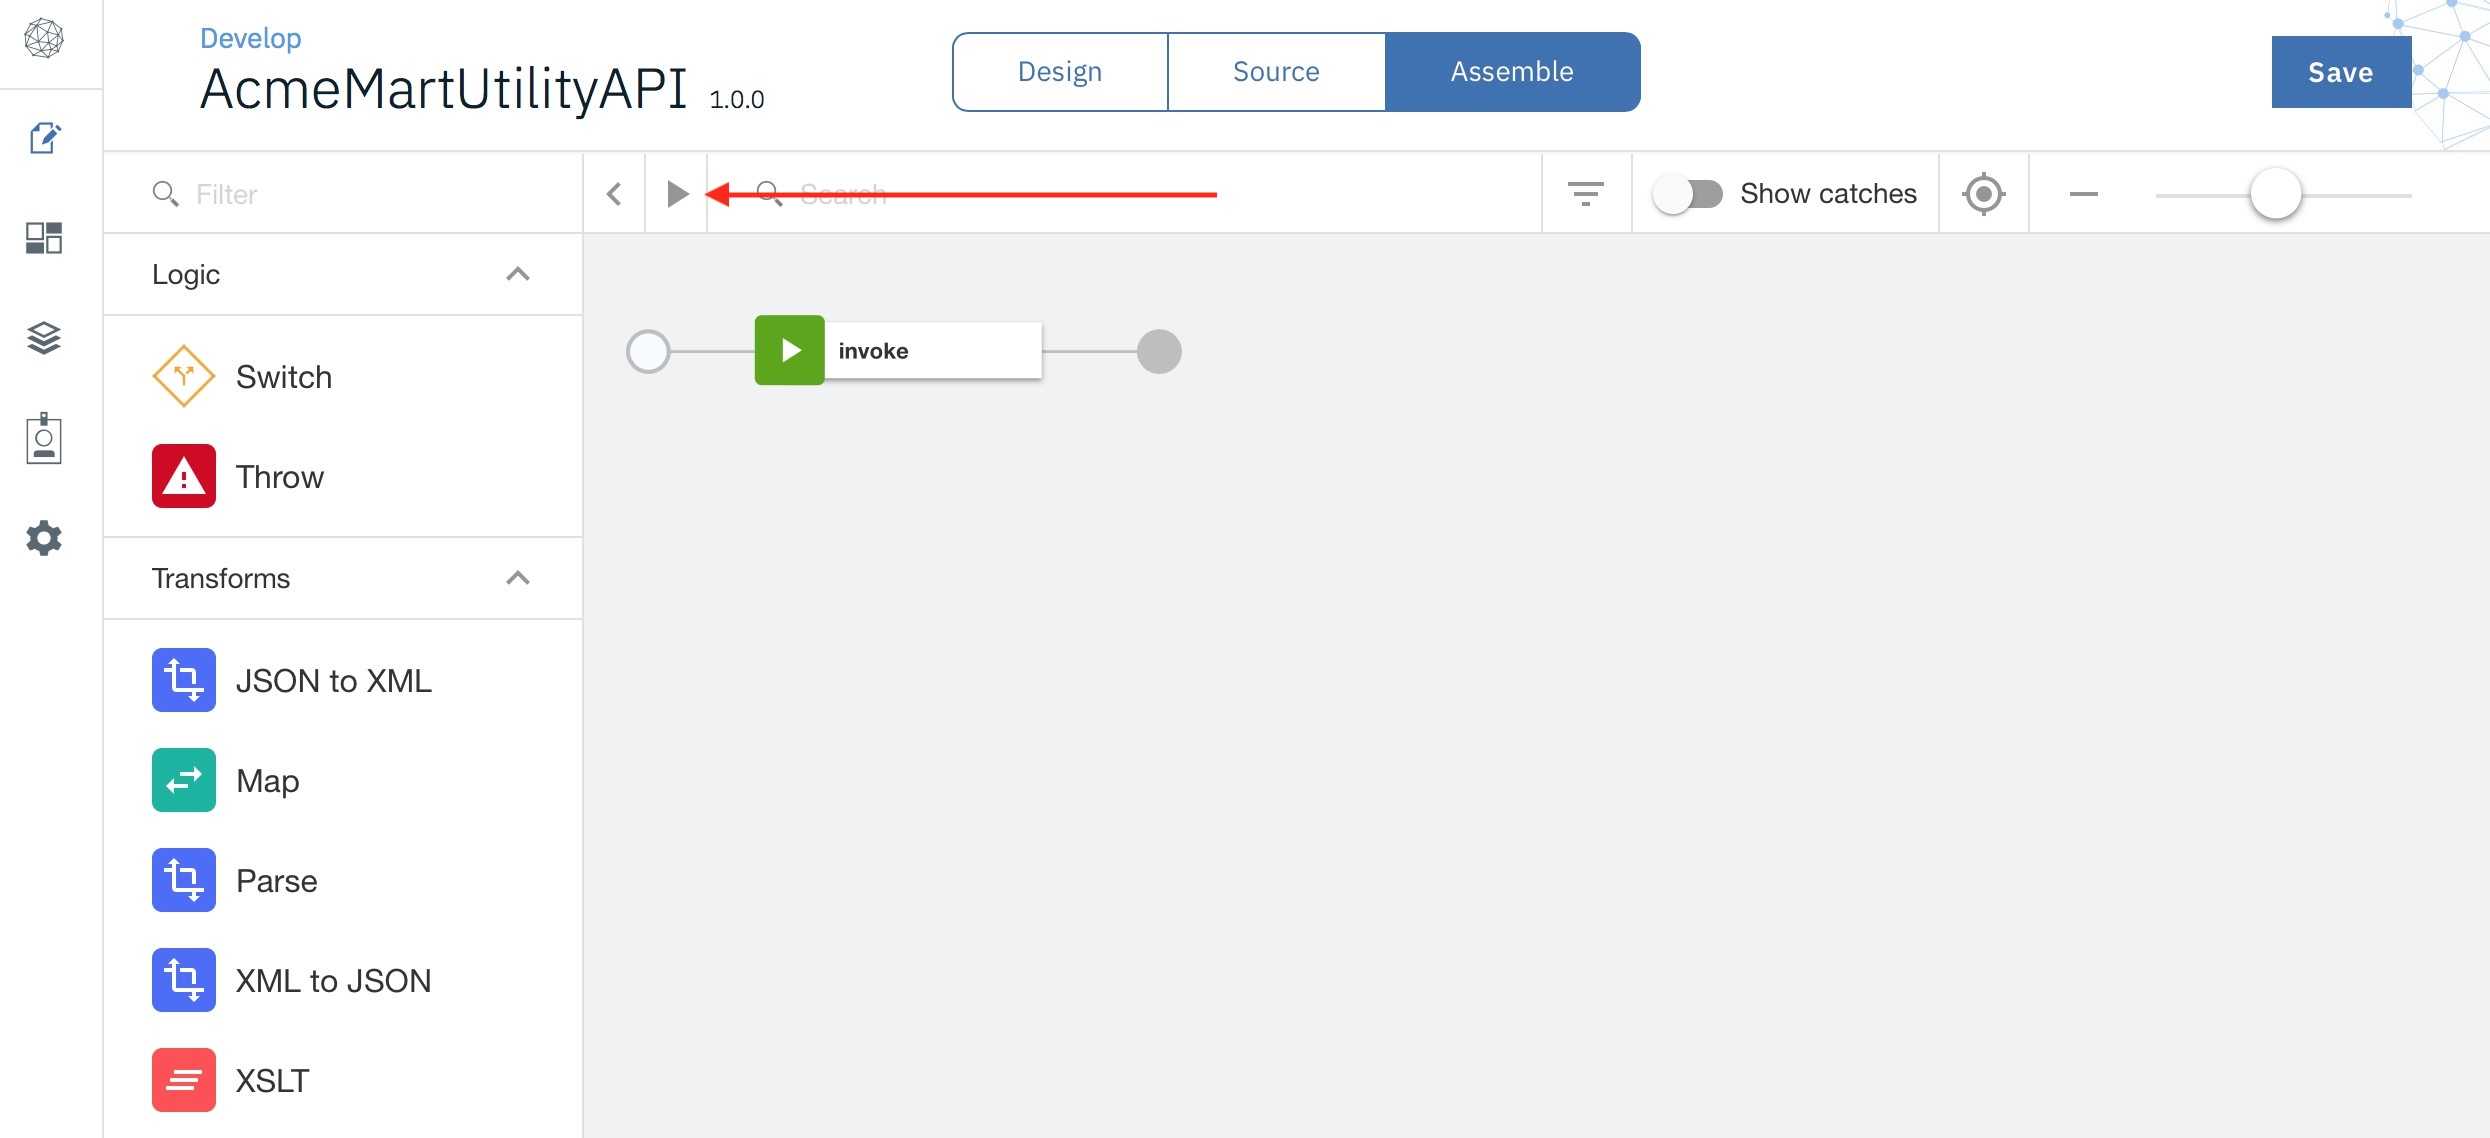 Develop
AcmeMartUtilityAPI 1.0.0
Design
Source
Assemble
Save
Filter
Search
Show catches
Logic
Switch
Throw
Transforms
JSON to XML
Map
Parse
XML to JSON
XSLT
invoke